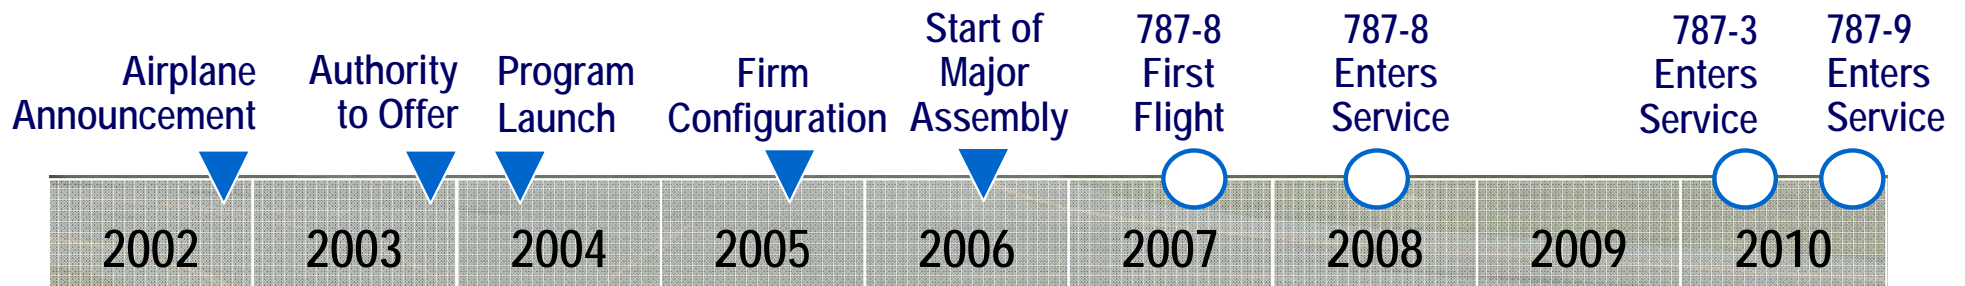 Airplane
Announcement
Authority
to Offer
Program
Launch
Firm
Configuration
Start of
Major
Assembly
787-8
First
Flight
787-8
Enters
Service
787-3
Enters
Service
787-9
Enters
Service
2002 2003 2004 2005 2006 2007 2008 2009 2010